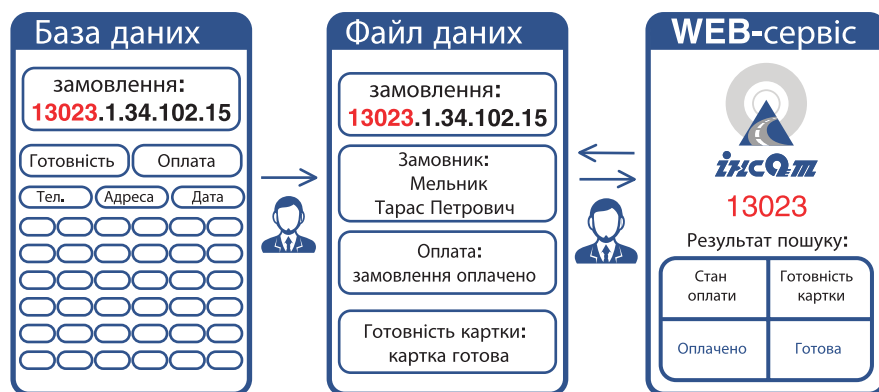 База даних
замовлення:
13023.1.34.102.15
Готовність
Оплата
Тел.
Адреса
Дата
Файл даних
замовлення:
13023.1.34.102.15
Замовник:
Мельник
Тарас Петрович
Оплата:
замовлення оплачено
Готовність картки:
картка готова
WEB-сервіс
інсат
13023
Результат пошуку:
Стан
оплати
Готовність
картки
Оплачено
Готова